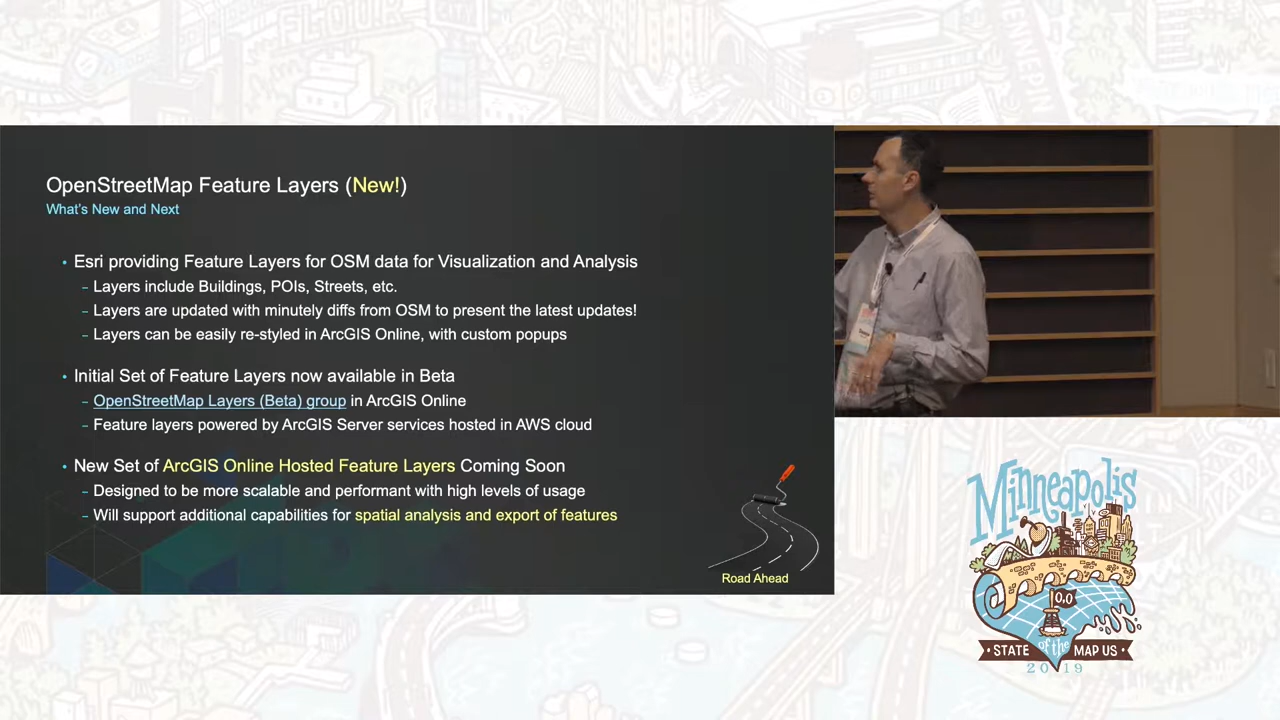 OpenStreetMap Feature Layers (New!)
What's New and Next
• Esri providing Feature Layers for OSM data for Visualization and Analysis
– Layers include Buildings, POIs, Streets, etc.
– Layers are updated with minutely diffs from OSM to present the latest updates!
– Layers can be easily re-styled in ArcGIS Online, with custom popups
• Initial Set of Feature Layers now available in Beta
– OpenStreetMap Layers (Beta) group in ArcGIS Online
– Feature layers powered by ArcGIS Server services hosted in AWS cloud
• New Set of ArcGIS Online Hosted Feature Layers Coming Soon
– Designed to be more scalable and performant with high levels of usage
– Will support additional capabilities for spatial analysis and export of features
Road Ahead
Minneapolis
0,0
• STATE of the MAP US •
2019